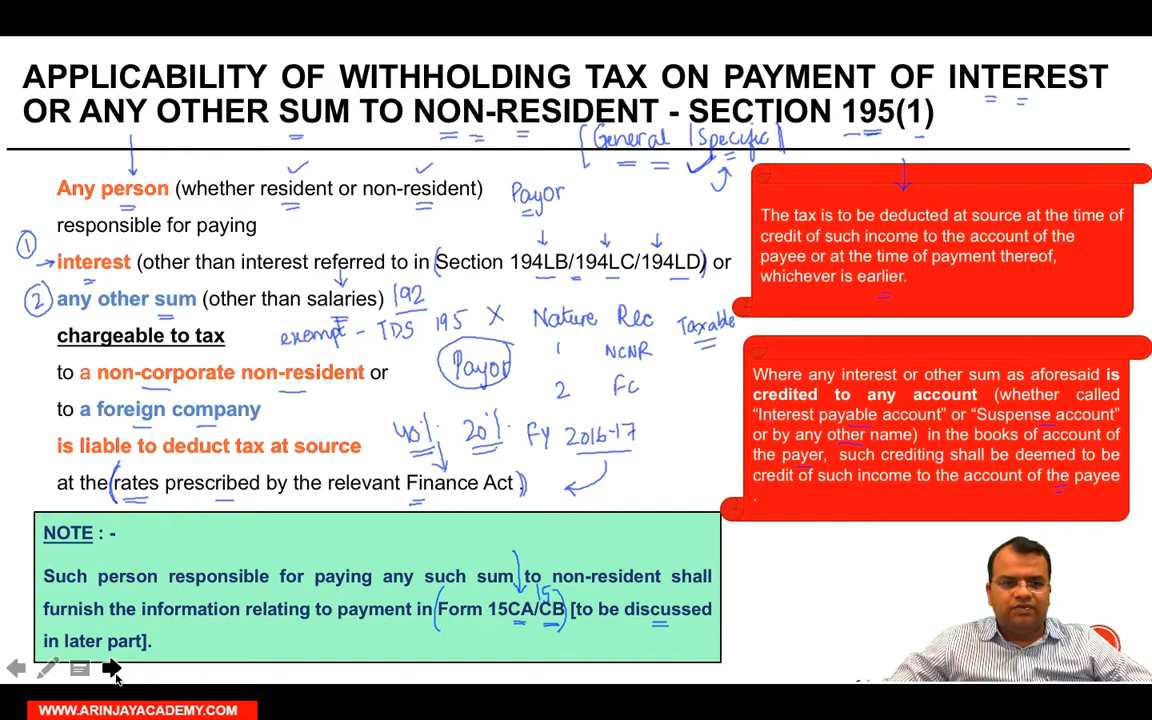 APPLICABILITY OF WITHHOLDING TAX ON PAYMENT OF INTEREST
OR ANY OTHER SUM TO NON-RESIDENT - SECTION 195(1)
[General / Specific]
Any person (whether resident or non-resident)
Payor
responsible for paying
① interest (other than interest referred to in (Section 194LB/194LC/194LD) or
② any other sum (other than salaries) 192
exempt - TDS 195 X Nature Rec Taxable
chargeable to tax
Payor 1 NCNR
to a non-corporate non-resident or
2 FC
to a foreign company
is liable to deduct tax at source
40% 20% FY 2016-17
at the (rates prescribed by the relevant Finance Act.)
The tax is to be deducted at source at the time of
credit of such income to the account of the
payee or at the time of payment thereof,
whichever is earlier.
Where any interest or other sum as aforesaid is
credited to any account (whether called
“Interest payable account” or “Suspense account”
or by any other name) in the books of account of
the payer, such crediting shall be deemed to be
credit of such income to the account of the payee
.
NOTE : -
Such person responsible for paying any such sum to non-resident shall
15
furnish the information relating to payment in (Form 15CA/CB) [to be discussed
in later part].
WWW.ARINJAYACADEMY.COM